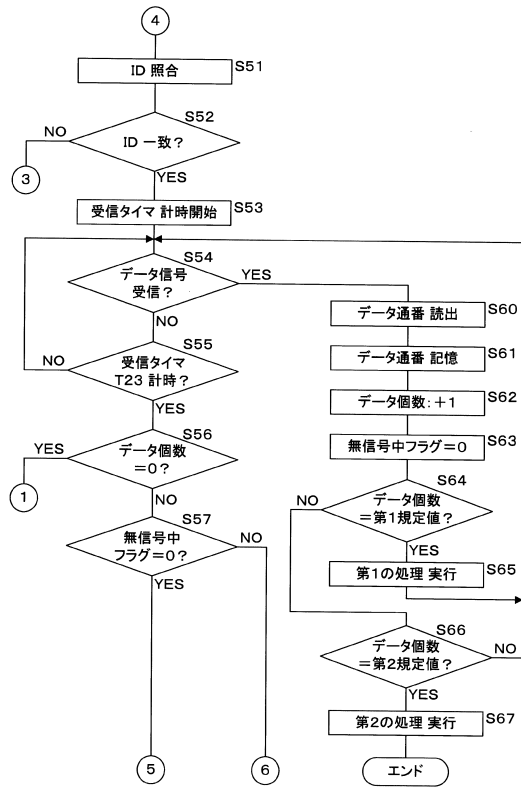 4
ID 照合
S51
S52
ID 一致？
NO
YES
3
受信タイマ 計時開始
S53
S54
データ信号
受信？
YES
NO
S55
受信タイマ
T23 計時？
NO
YES
S56
データ個数
＝0？
YES
NO
1
S57
無信号中
フラグ＝0？
NO
YES
5
6
データ通番 読出
S60
データ通番 記憶
S61
データ個数：＋1
S62
無信号中フラグ＝0
S63
S64
データ個数
＝第1規定値？
NO
YES
第1の処理 実行
S65
S66
データ個数
＝第2規定値？
NO
YES
第2の処理 実行
S67
エンド